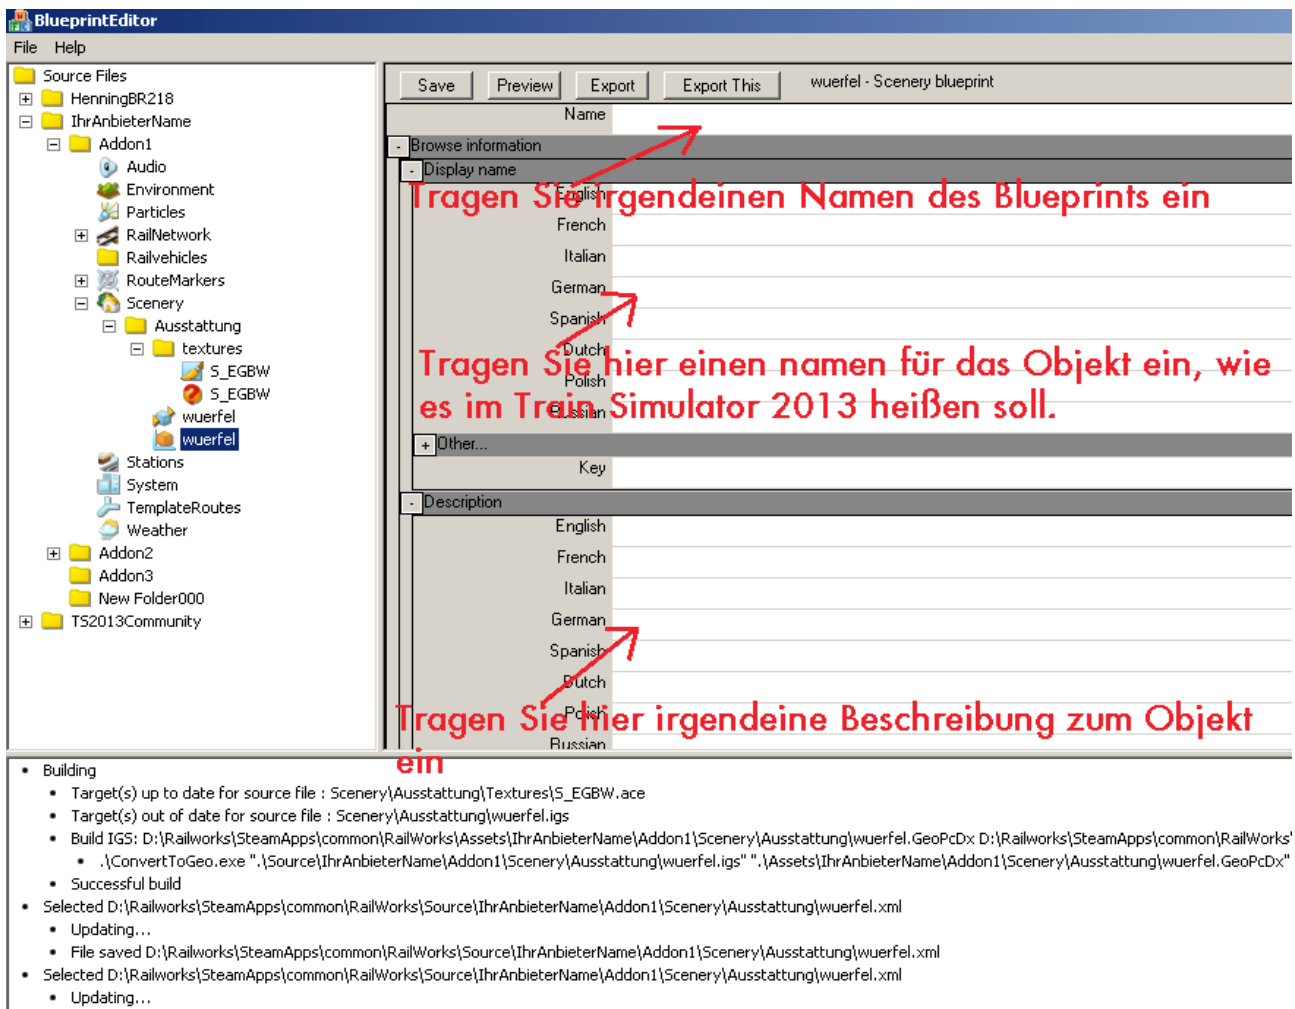 BlueprintEditor
File Help
Source Files
HenningBR218
IhrAnbieterName
Addon1
Audio
Environment
Particles
RailNetwork
Railvehicles
RouteMarkers
Scenery
Ausstattung
textures
S_EGBW
S_EGBW
wuerfel
wuerfel
Stations
System
TemplateRoutes
Weather
Addon2
Addon3
New Folder000
TS2013Community
Save Preview Export Export This wuerfel - Scenery blueprint
Name
Browse information
Display name
Tragen Sie irgendeinen Namen des Blueprints ein
English
French
Italian
German
Spanish
Dutch
Tragen Sie hier einen namen für das Objekt ein, wie
Polish
es im Train Simulator 2013 heißen soll.
Russian
Other...
Key
Description
English
French
Italian
German
Spanish
Dutch
Tragen Sie hier irgendeine Beschreibung zum Objekt
Polish
Russian
ein
Building
Target(s) up to date for source file : Scenery\Ausstattung\Textures\S_EGBW.ace
Target(s) out of date for source file : Scenery\Ausstattung\wuerfel.igs
Build IGS: D:\Railworks\SteamApps\common\RailWorks\Assets\IhrAnbieterName\Addon1\Scenery\Ausstattung\wuerfel.GeoPcDx D:\Railworks\SteamApps\common\RailWorks\
.\ConvertToGeo.exe ".\Source\IhrAnbieterName\Addon1\Scenery\Ausstattung\wuerfel.igs" ".\Assets\IhrAnbieterName\Addon1\Scenery\Ausstattung\wuerfel.GeoPcDx"
Successful build
Selected D:\Railworks\SteamApps\common\RailWorks\Source\IhrAnbieterName\Addon1\Scenery\Ausstattung\wuerfel.xml
Updating...
File saved D:\Railworks\SteamApps\common\RailWorks\Source\IhrAnbieterName\Addon1\Scenery\Ausstattung\wuerfel.xml
Selected D:\Railworks\SteamApps\common\RailWorks\Source\IhrAnbieterName\Addon1\Scenery\Ausstattung\wuerfel.xml
Updating...